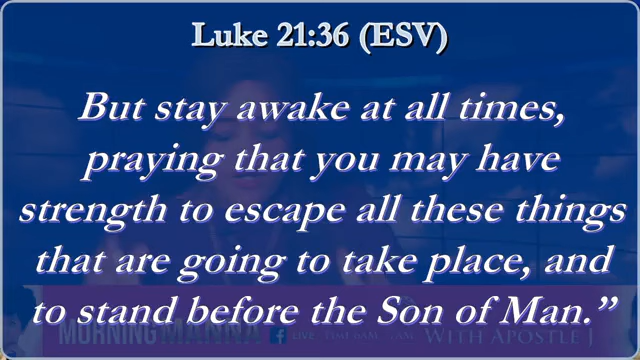 Luke 21:36 (ESV)
But stay awake at all times,
praying that you may have
strength to escape all these things
that are going to take place, and
to stand before the Son of Man.”
MORNING MANNA LIVE WITH APOSTLE J